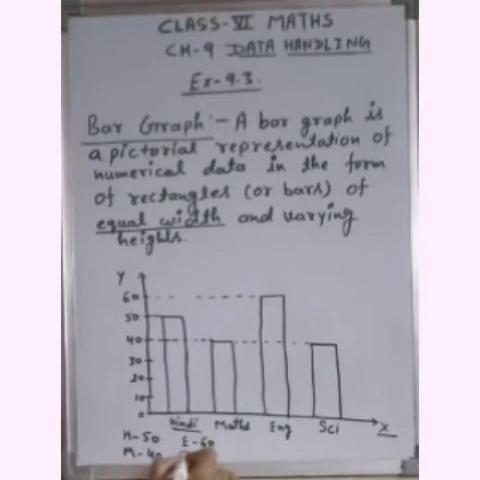 CLASS-VI MATHS
CH-9 DATA HANDLING
Ex-9.3.
Bar Graph:- A bar graph is
a pictorial representation of
numerical data in the form
of rectangles (or bars) of
equal width and varying
heights.
Y
60
50
40
30
20
10
0
Hindi Maths Eng Sci X
H-50 E-60
M-40